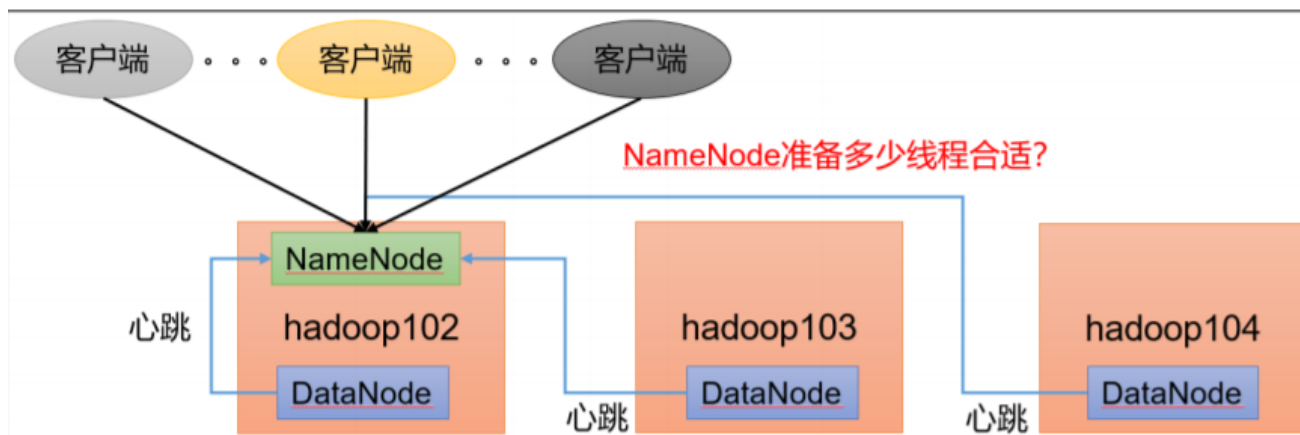 客户端 。。。 客户端 。。。 客户端
NameNode准备多少线程合适?
NameNode
心跳
hadoop102
hadoop103
hadoop104
DataNode
DataNode
DataNode
心跳
心跳